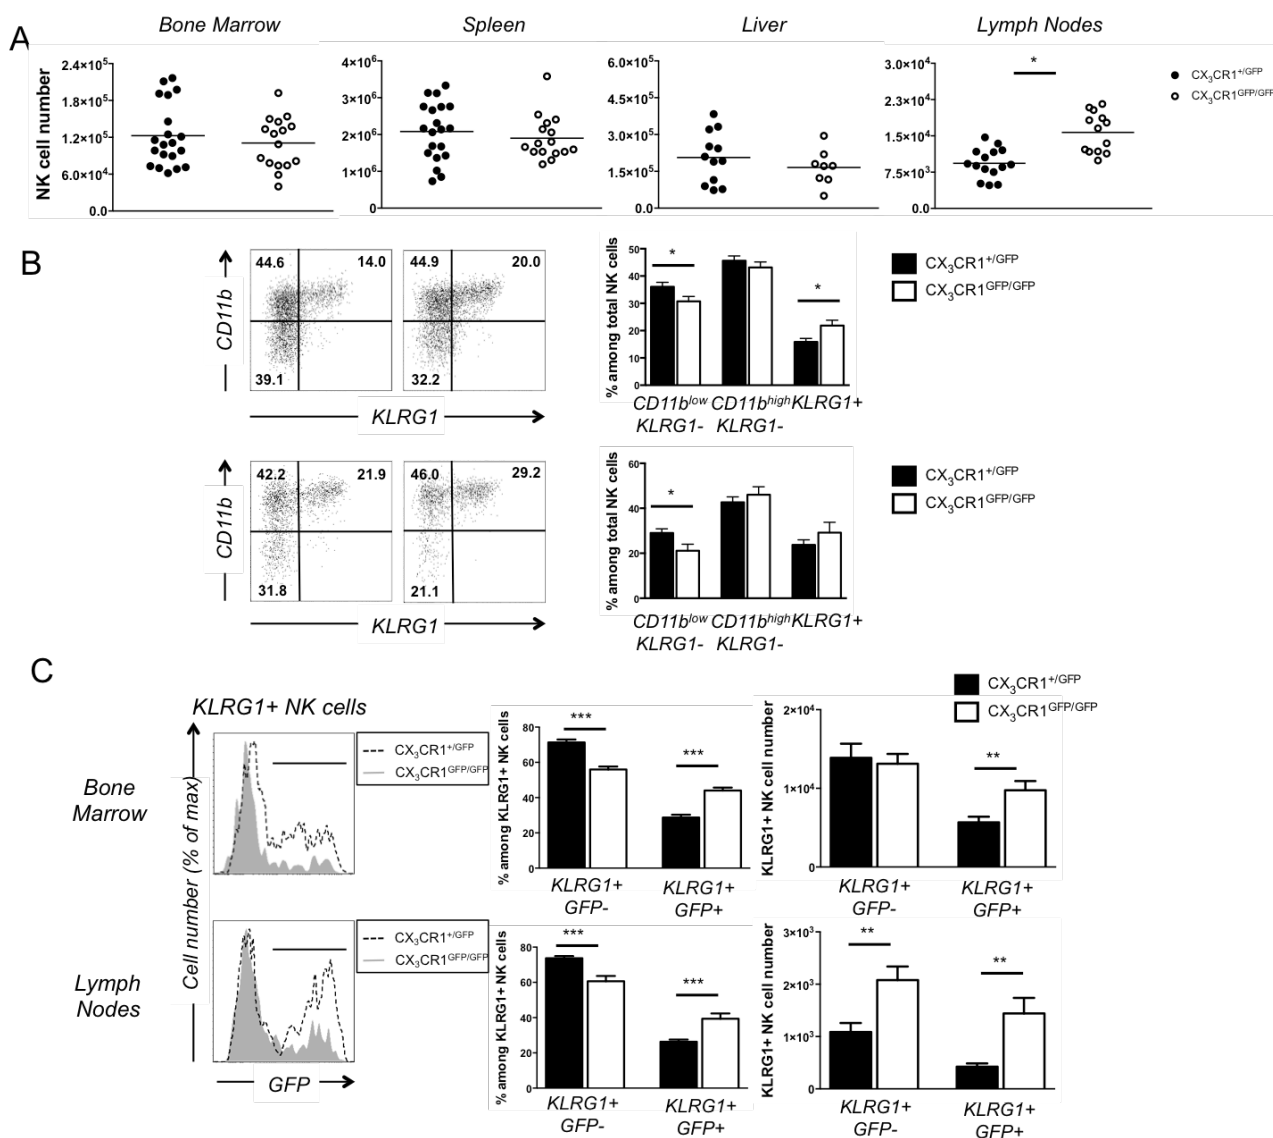 A
Bone Marrow
Spleen
Liver
Lymph Nodes
NK cell number
2.4×10⁵
1.8×10⁵
1.2×10⁵
6.0×10⁴
0.0
4×10⁶
3×10⁶
2×10⁶
1×10⁶
0
6.0×10⁵
4.5×10⁵
3.0×10⁵
1.5×10⁵
0.0
3.0×10⁴
2.3×10⁴
1.5×10⁴
7.5×10³
0.0
*
CX₃CR1⁺/ᴳᶠᴾ
CX₃CR1ᴳᶠᴾ/ᴳᶠ
B
CD11b
44.6 14.0
39.1
44.9 20.0
32.2
KLRG1
% among total NK cells
50
40
30
20
10
0
*
*
CD11bˡᵒʷ CD11bʰⁱᵍʰ KLRG1+
KLRG1- KLRG1-
CX₃CR1⁺/ᴳᶠᴾ
CX₃CR1ᴳᶠᴾ/ᴳᶠᴾ
CD11b
42.2 21.9
31.8
46.0 29.2
21.1
KLRG1
% among total NK cells
60
40
20
0
*
CD11bˡᵒʷ CD11bʰⁱᵍʰ KLRG1+
KLRG1- KLRG1-
CX₃CR1⁺/ᴳᶠᴾ
CX₃CR1ᴳᶠᴾ/ᴳᶠᴾ
C
KLRG1+ NK cells
CX₃CR1⁺/ᴳᶠᴾ
CX₃CR1ᴳᶠᴾ/ᴳᶠᴾ
Bone
Marrow
Cell number (% of max)
CX₃CR1⁺/ᴳᶠᴾ
CX₃CR1ᴳᶠᴾ/ᴳᶠᴾ
% among KLRG1+ NK cells
80
60
40
20
0
***
***
KLRG1+ KLRG1+
GFP- GFP+
KLRG1+ NK cell number
2×10⁴
1×10⁴
0
**
KLRG1+ KLRG1+
GFP- GFP+
Lymph
Nodes
CX₃CR1⁺/ᴳᶠᴾ
CX₃CR1ᴳᶠᴾ/ᴳᶠᴾ
GFP
% among KLRG1+ NK cells
80
60
40
20
0
***
***
KLRG1+ KLRG1+
GFP- GFP+
KLRG1+ NK cell number
3×10³
2×10³
1×10³
0
**
**
KLRG1+ KLRG1+
GFP- GFP+